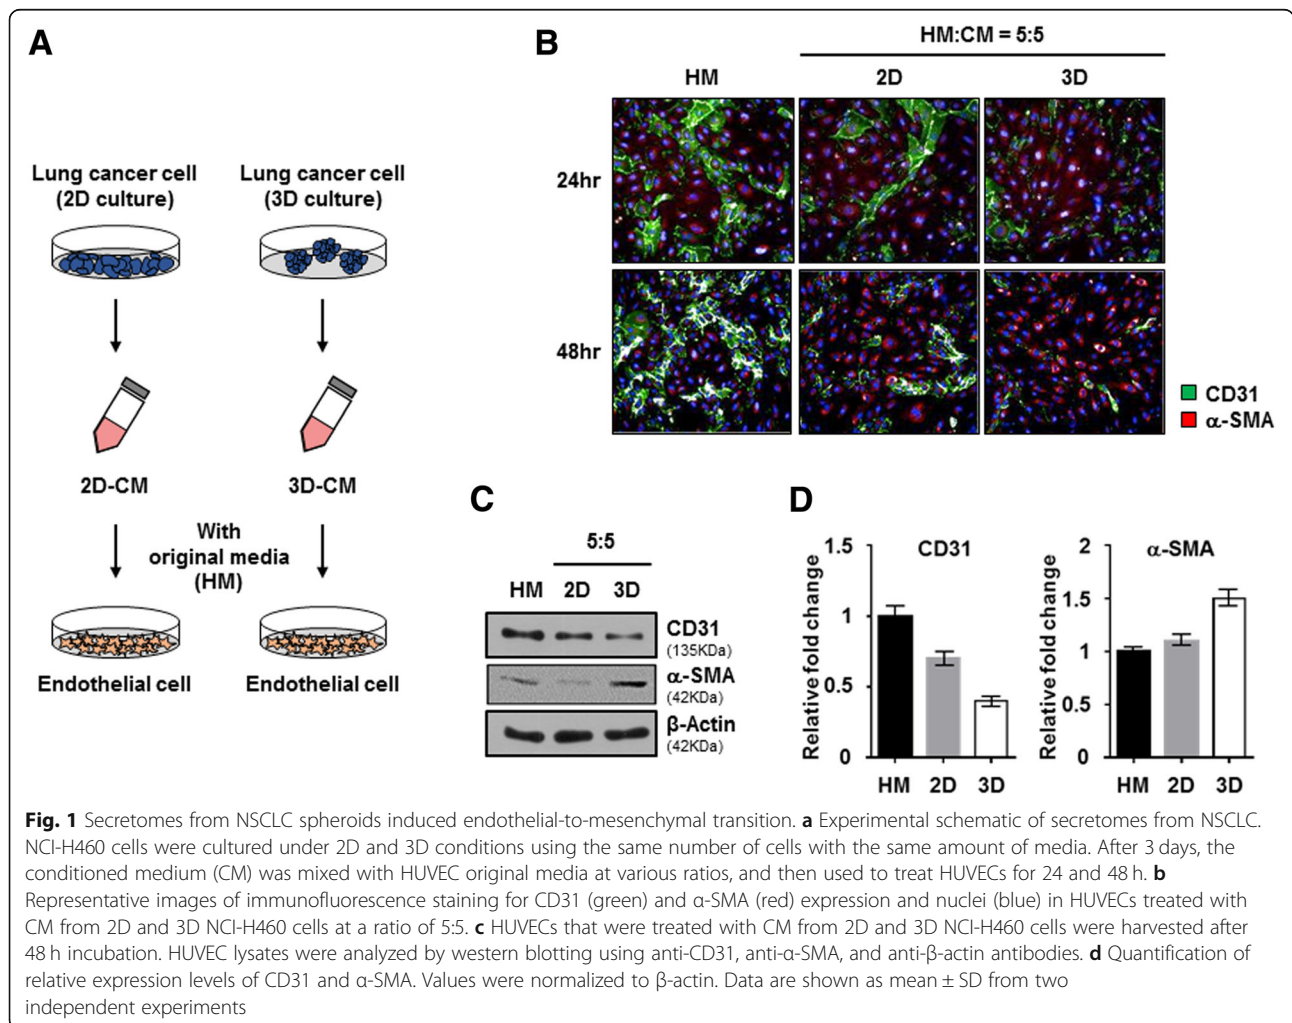 A
Lung cancer cell
(2D culture)
Lung cancer cell
(3D culture)
2D-CM
3D-CM
With
original media
(HM)
Endothelial cell
Endothelial cell
B
HM:CM = 5:5
HM
2D
3D
24hr
48hr
CD31
α-SMA
C
5:5
HM
2D
3D
CD31
(135KDa)
α-SMA
(42KDa)
β-Actin
(42KDa)
D
CD31
Relative fold change
1.5
1
0.5
0
HM
2D
3D
α-SMA
Relative fold change
2
1.5
1
0.5
0
HM
2D
3D
Fig. 1 Secretomes from NSCLC spheroids induced endothelial-to-mesenchymal transition. a Experimental schematic of secretomes from NSCLC.
NCI-H460 cells were cultured under 2D and 3D conditions using the same number of cells with the same amount of media. After 3 days, the
conditioned medium (CM) was mixed with HUVEC original media at various ratios, and then used to treat HUVECs for 24 and 48 h. b
Representative images of immunofluorescence staining for CD31 (green) and α-SMA (red) expression and nuclei (blue) in HUVECs treated with
CM from 2D and 3D NCI-H460 cells at a ratio of 5:5. c HUVECs that were treated with CM from 2D and 3D NCI-H460 cells were harvested after
48 h incubation. HUVEC lysates were analyzed by western blotting using anti-CD31, anti-α-SMA, and anti-β-actin antibodies. d Quantification of
relative expression levels of CD31 and α-SMA. Values were normalized to β-actin. Data are shown as mean ± SD from two
independent experiments